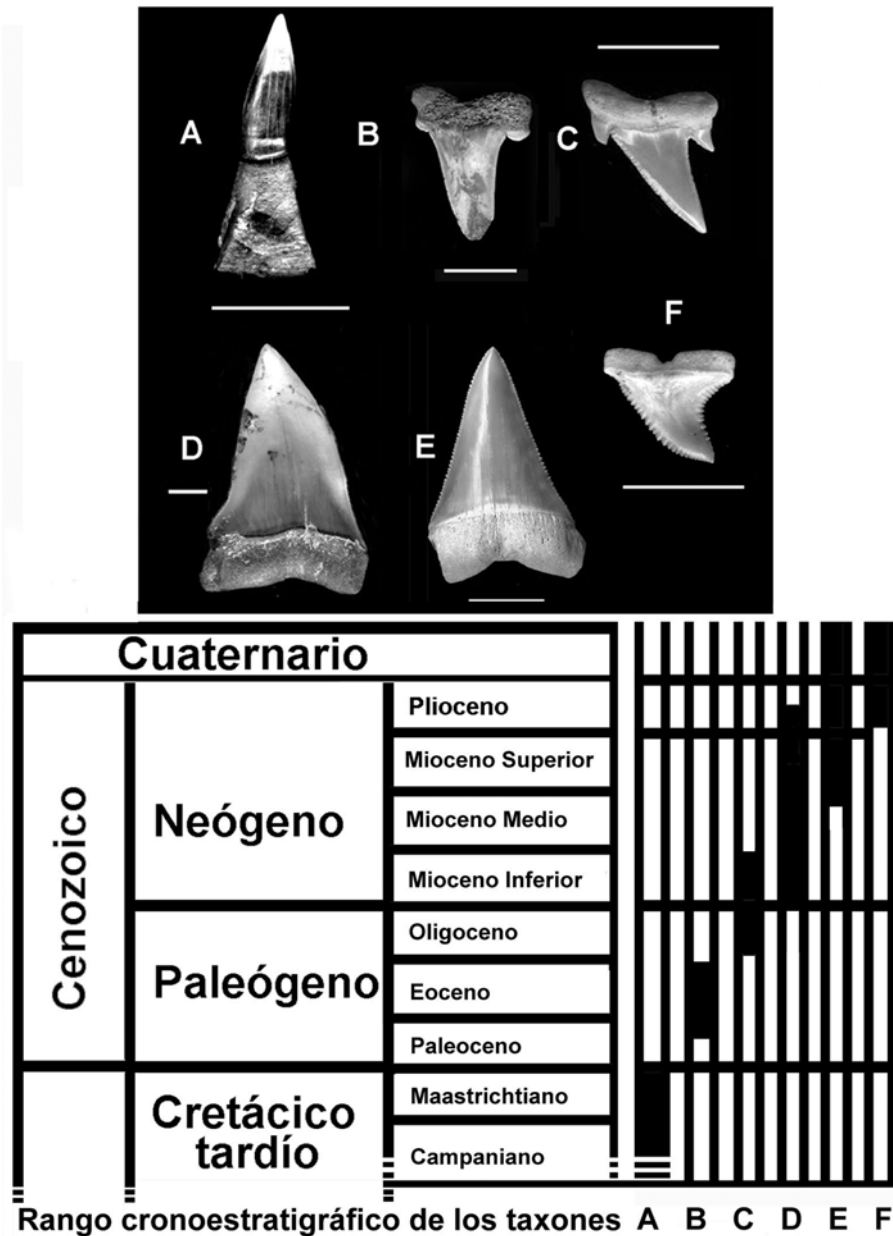 A
B
C
D
E
F
Cuaternario
Cenozoico
Neógeno
Plioceno
Mioceno Superior
Mioceno Medio
Mioceno Inferior
Paleógeno
Oligoceno
Eoceno
Paleoceno
Cretácico
tardío
Maastrichtiano
Campaniano
Rango cronoestratigráfico de los taxones A B C D E F